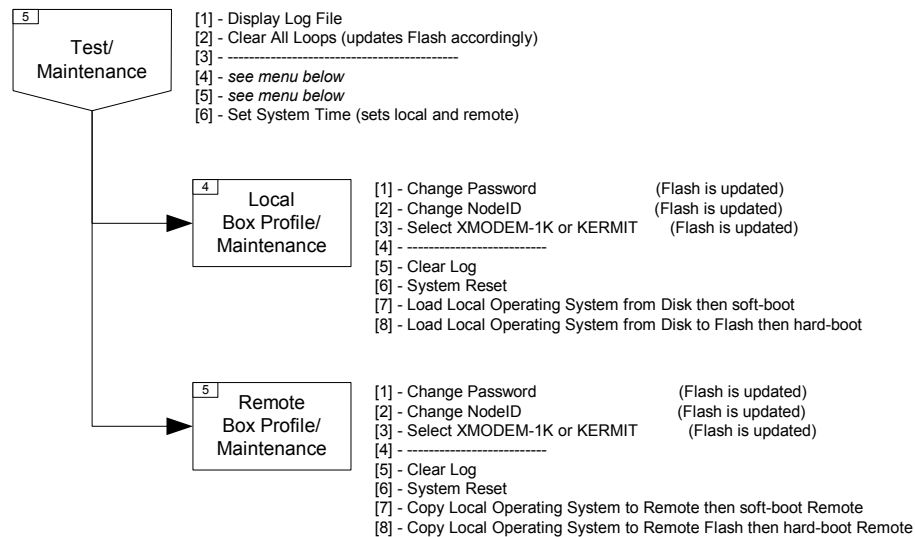 5
Test/
Maintenance
[1] - Display Log File
[2] - Clear All Loops (updates Flash accordingly)
[3] - -------------------------------------------
[4] - see menu below
[5] - see menu below
[6] - Set System Time (sets local and remote)
4
Local
Box Profile/
Maintenance
[1] - Change Password (Flash is updated)
[2] - Change NodeID (Flash is updated)
[3] - Select XMODEM-1K or KERMIT (Flash is updated)
[4] - --------------------------
[5] - Clear Log
[6] - System Reset
[7] - Load Local Operating System from Disk then soft-boot
[8] - Load Local Operating System from Disk to Flash then hard-boot
5
Remote
Box Profile/
Maintenance
[1] - Change Password (Flash is updated)
[2] - Change NodeID (Flash is updated)
[3] - Select XMODEM-1K or KERMIT (Flash is updated)
[4] - --------------------------
[5] - Clear Log
[6] - System Reset
[7] - Copy Local Operating System to Remote then soft-boot Remote
[8] - Copy Local Operating System to Remote Flash then hard-boot Remote